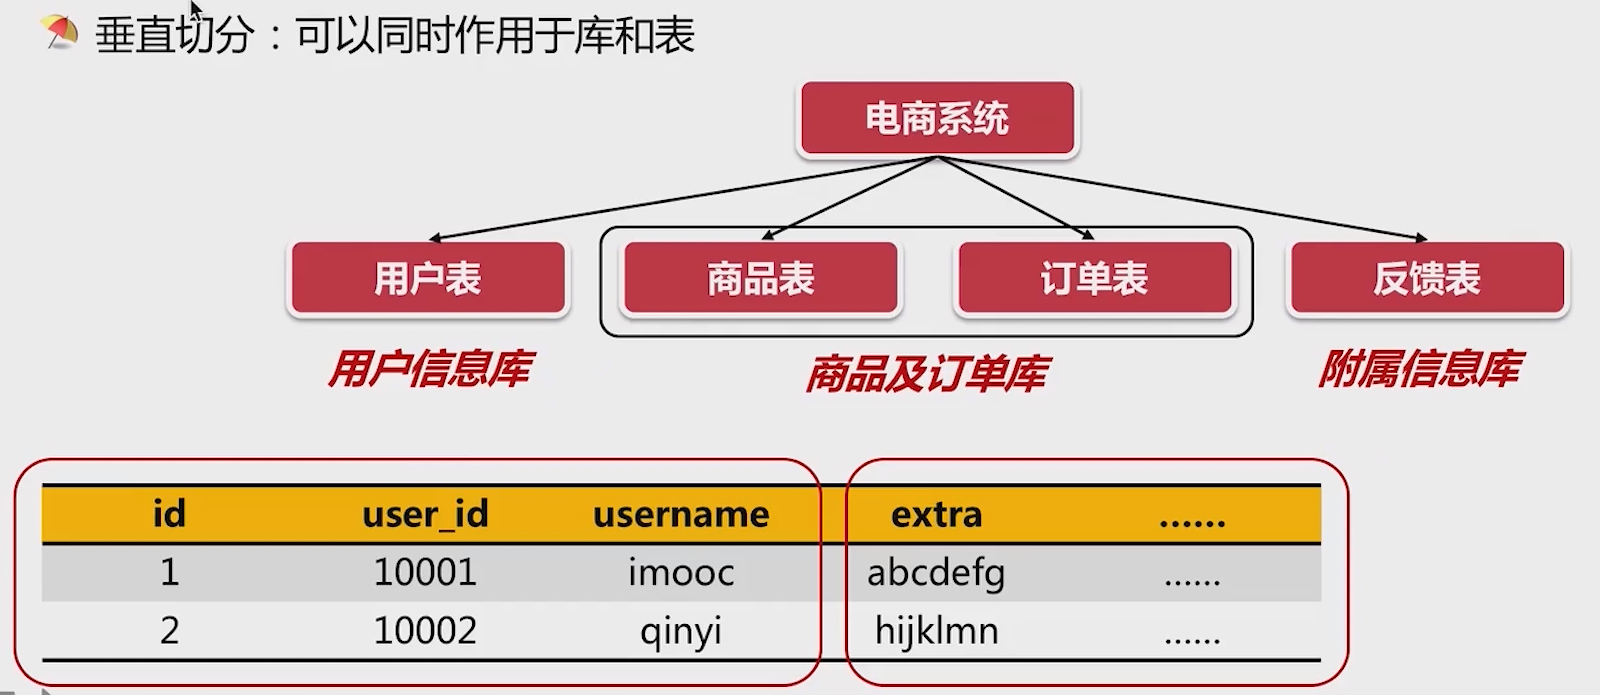 垂直切分：可以同时作用于库和表
电商系统
用户表 商品表 订单表 反馈表
用户信息库 商品及订单库 附属信息库
id user_id username extra ......
1 10001 imooc abcdefg ......
2 10002 qinyi hijklmn ......